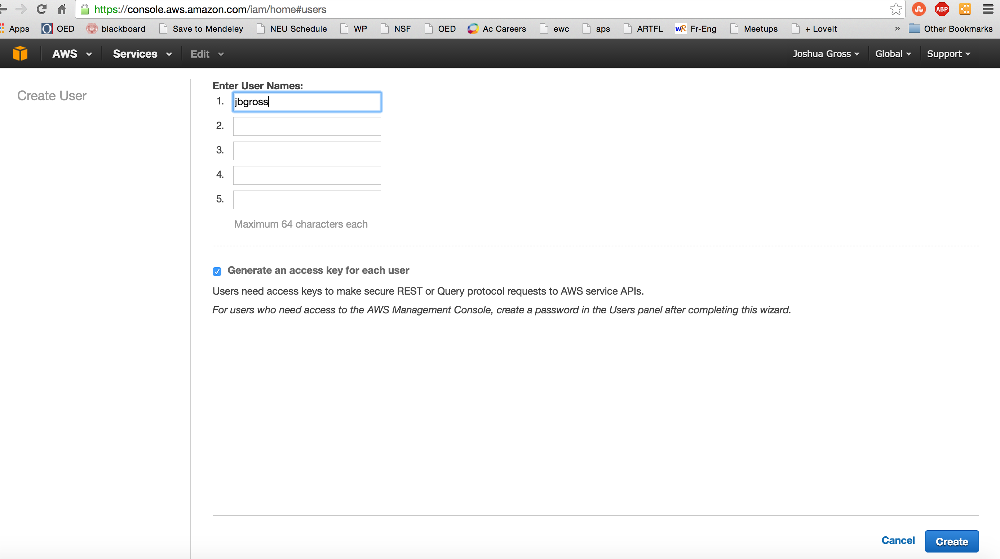 https://console.aws.amazon.com/iam/home#users
ABP
Apps OED blackboard Save to Mendeley NEU Schedule WP NSF OED Ac Careers ewc aps ARTFL WR Fr-Eng Meetups + LoveIt » Other Bookmarks
AWS Services Edit Joshua Gross Global Support
Create User
Enter User Names:
1. jbgross
2.
3.
4.
5.
Maximum 64 characters each
Generate an access key for each user
Users need access keys to make secure REST or Query protocol requests to AWS service APIs.
For users who need access to the AWS Management Console, create a password in the Users panel after completing this wizard.
Cancel Create